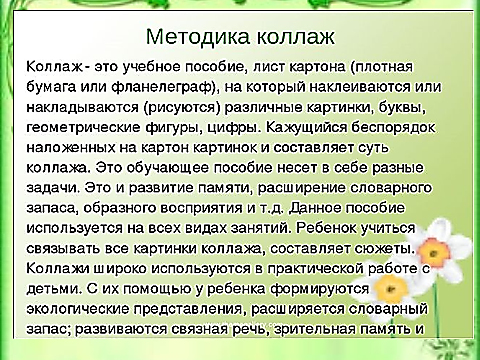 Методика коллаж
Коллаж - это учебное пособие, лист картона (плотная
бумага или фланелеграф), на который наклеиваются или
накладываются (рисуются) различные картинки, буквы,
геометрические фигуры, цифры. Кажущийся беспорядок
наложенных на картон картинок и составляет суть
коллажа. Это обучающее пособие несет в себе разные
задачи. Это и развитие памяти, расширение словарного
запаса, образного восприятия и т.д. Данное пособие
используется на всех видах занятий. Ребенок учиться
связывать все картинки коллажа, составляет сюжеты.
Коллажи широко используются в практической работе с
детьми. С их помощью у ребенка формируются
экологические представления, расширяется словарный
запас; развиваются связная речь, зрительная память и